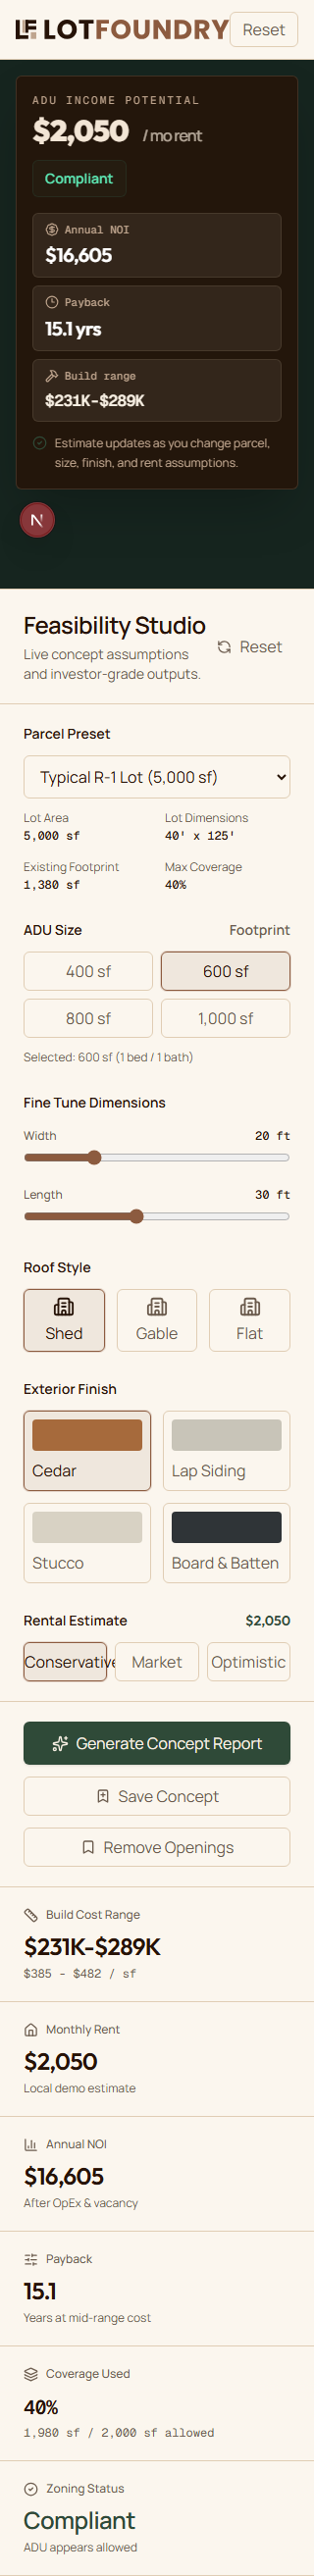 LF LOTFOUNDRY Reset
ADU INCOME POTENTIAL
$2,050 / mo rent
Compliant
Annual NOI
$16,605
Payback
15.1 yrs
Build range
$231K-$289K
Estimate updates as you change parcel,
size, finish, and rent assumptions.
N
Feasibility Studio
Live concept assumptions
and investor-grade outputs.
Reset
Parcel Preset
Typical R-1 Lot (5,000 sf)
Lot Area Lot Dimensions
5,000 sf 40' x 125'
Existing Footprint Max Coverage
1,380 sf 40%
ADU Size Footprint
400 sf 600 sf
800 sf 1,000 sf
Selected: 600 sf (1 bed / 1 bath)
Fine Tune Dimensions
Width 20 ft
Length 30 ft
Roof Style
Shed Gable Flat
Exterior Finish
Cedar Lap Siding
Stucco Board & Batten
Rental Estimate $2,050
Conservative Market Optimistic
Generate Concept Report
Save Concept
Remove Openings
Build Cost Range
$231K-$289K
$385 - $482 / sf
Monthly Rent
$2,050
Local demo estimate
Annual NOI
$16,605
After OpEx & vacancy
Payback
15.1
Years at mid-range cost
Coverage Used
40%
1,980 sf / 2,000 sf allowed
Zoning Status
Compliant
ADU appears allowed